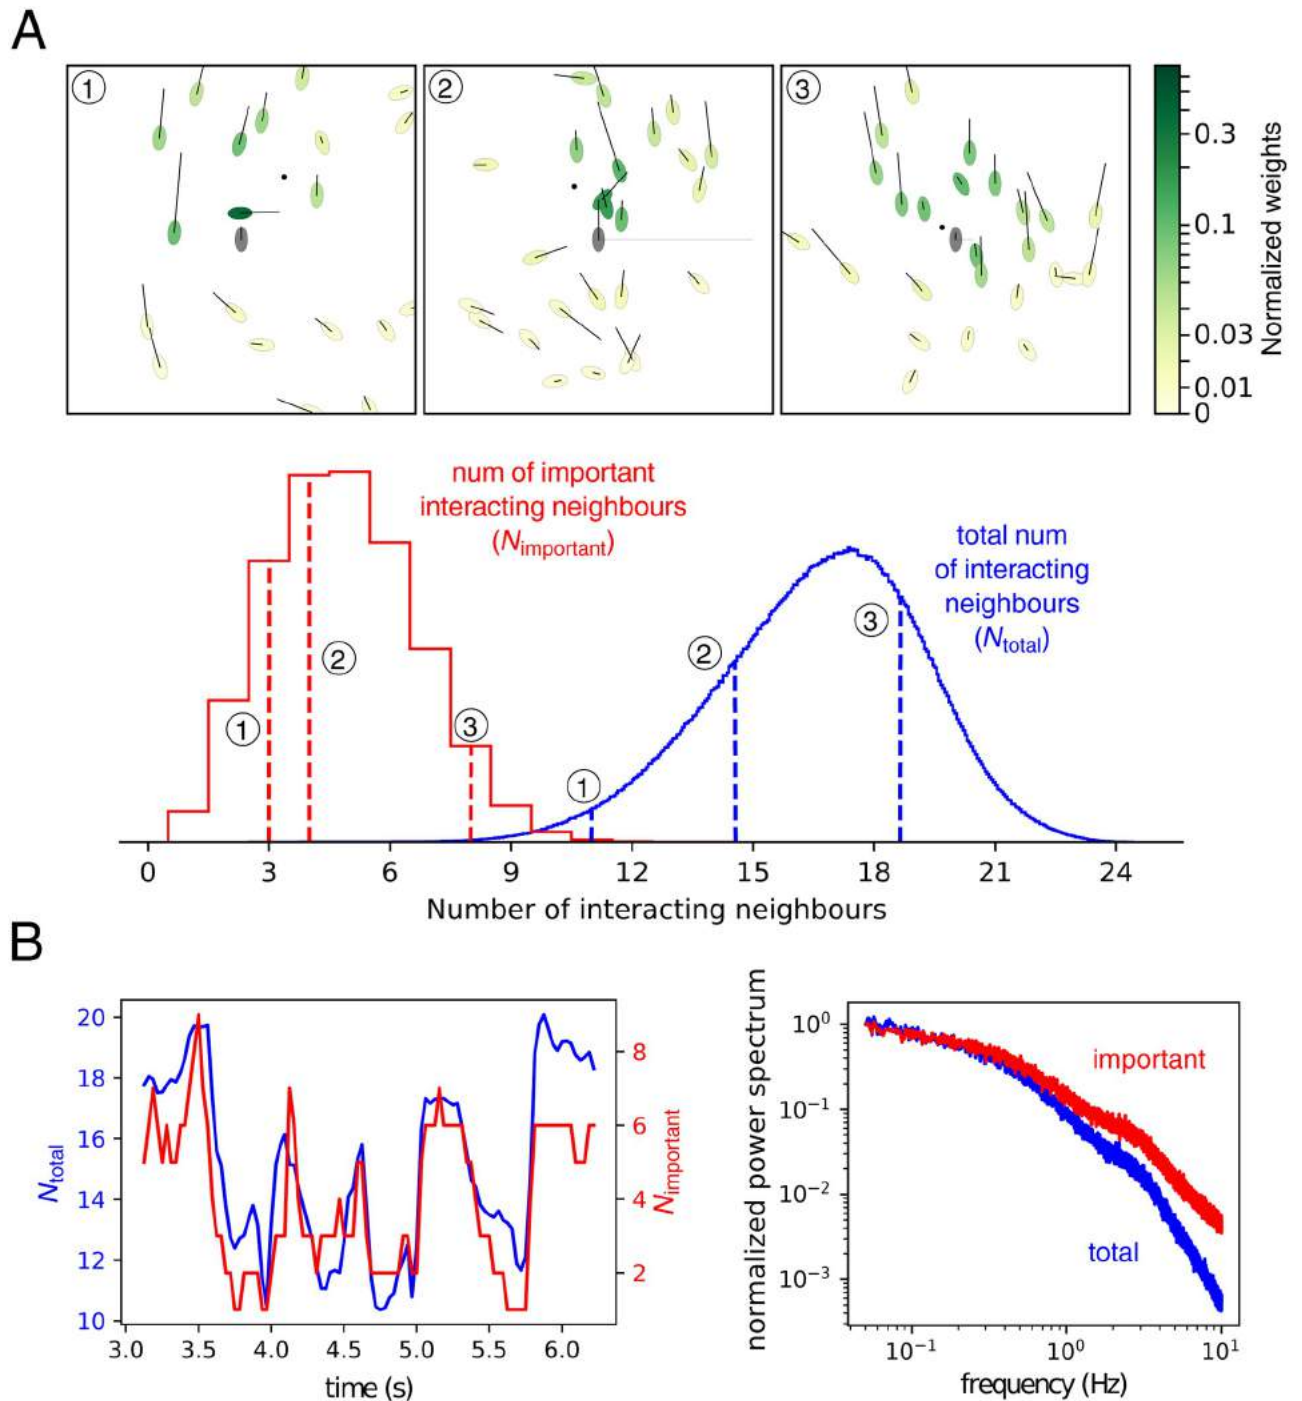 A
① ② ③
0.3
0.1
0.03
0.01
0
Normalized weights
num of important
interacting neighbours
(N_important)
total num
of interacting
neighbours
(N_total)
① ② ③
① ② ③
0 3 6 9 12 15 18 21 24
Number of interacting neighbours
B
20
18
16
14
12
10
N_total
8
6
4
2
N_important
3.0 3.5 4.0 4.5 5.0 5.5 6.0
time (s)
normalized power spectrum
10⁰
10⁻¹
10⁻²
10⁻³
important
total
10⁻¹ 10⁰ 10¹
frequency (Hz)